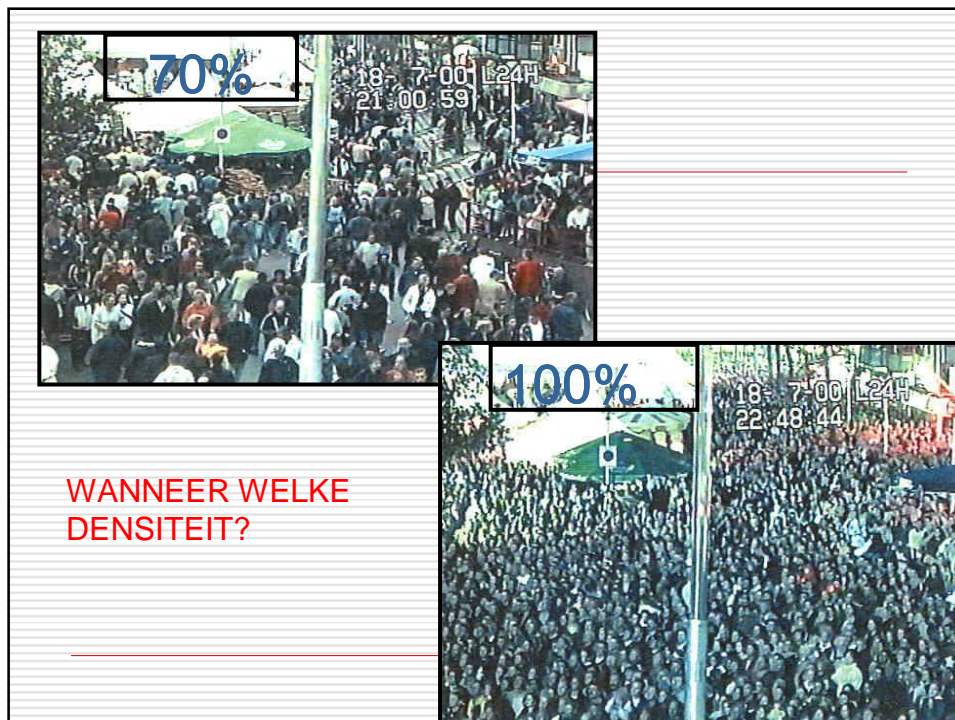 70%
18- 7-00 L24H
21:00:59
100%
18- 7-00 L24H
22:48:44
WANNEER WELKE
DENSITEIT?